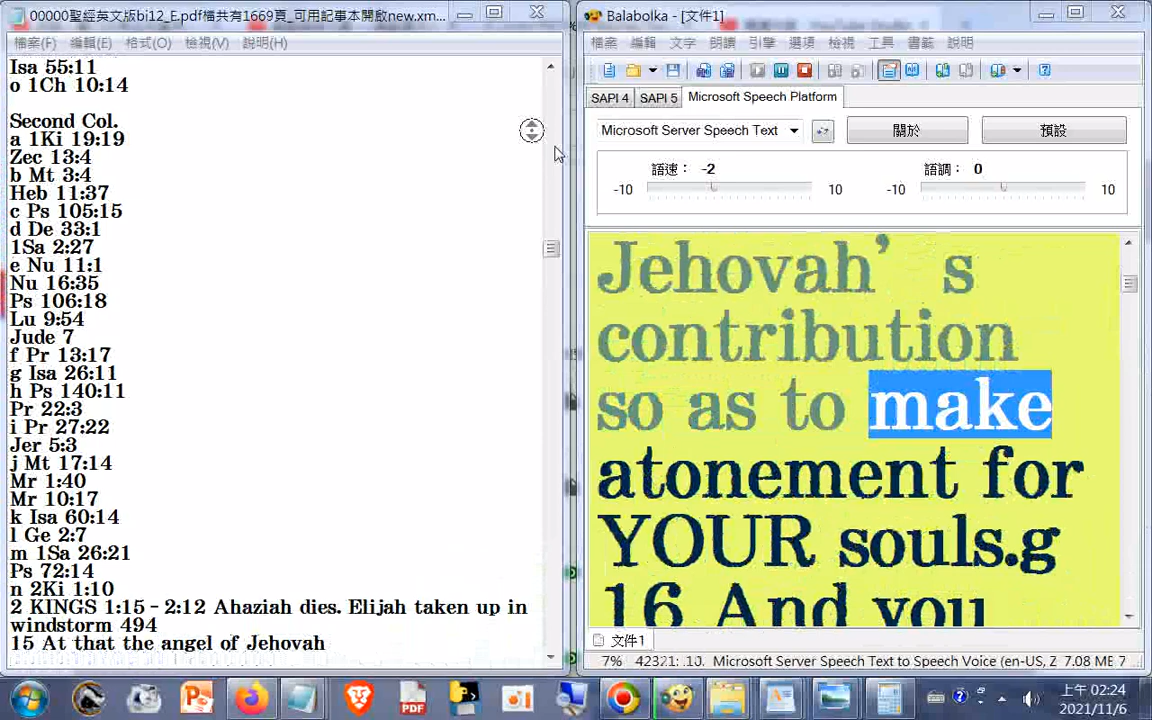 00000聖經英文版bi12_E.pdf檔共有1669頁_可用記事本開啟new.xm...
檔案(F) 編輯(E) 格式(O) 檢視(V) 說明(H)
Isa 55:11
o 1Ch 10:14
Second Col.
a 1Ki 19:19
Zec 13:4
b Mt 3:4
Heb 11:37
c Ps 105:15
d De 33:1
1Sa 2:27
e Nu 11:1
Nu 16:35
Ps 106:18
Lu 9:54
Jude 7
f Pr 13:17
g Isa 26:11
h Ps 140:11
Pr 22:3
i Pr 27:22
Jer 5:3
j Mt 17:14
Mr 1:40
Mr 10:17
k Isa 60:14
l Ge 2:7
m 1Sa 26:21
Ps 72:14
n 2Ki 1:10
2 KINGS 1:15 – 2:12 Ahaziah dies. Elijah taken up in
windstorm 494
15 At that the angel of Jehovah
Balabolka - [文件1]
檔案 編輯 文字 朗讀 引擎 選項 檢視 工具 書籤 說明
SAPI 4 SAPI 5 Microsoft Speech Platform
Microsoft Server Speech Text 關於 預設
語速： -2 語調： 0
-10 10 -10 10
Jehovah’s
contribution
so as to make
atonement for
YOUR souls.g
16 And you
文件1
7% 42321: .10. Microsoft Server Speech Text to Speech Voice (en-US, Z 7.08 ME 7
PDF
上午 02:24
2021/11/6